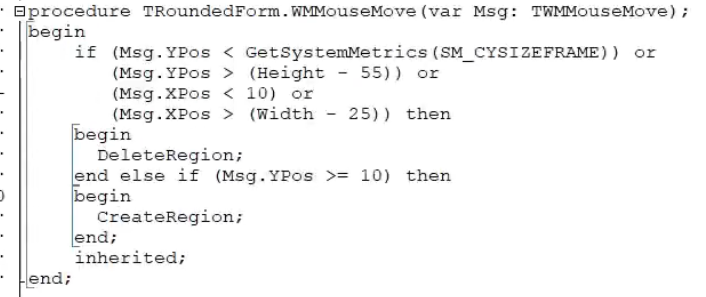 procedure TRoundedForm.WMMouseMove(var Msg: TWMMouseMove);
begin
if (Msg.YPos < GetSystemMetrics(SM_CYSIZEFRAME)) or
(Msg.YPos > (Height - 55)) or
(Msg.XPos < 10) or
(Msg.XPos > (Width - 25)) then
begin
DeleteRegion;
end else if (Msg.YPos >= 10) then
begin
CreateRegion;
end;
inherited;
end;